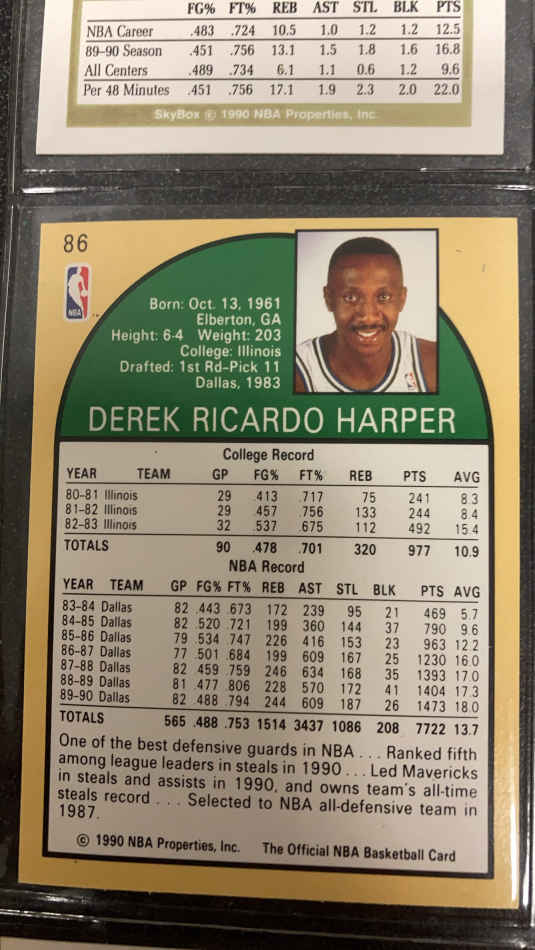 FG% FT% REB AST STL BLK PTS
NBA Career .483 .724 10.5 1.0 1.2 1.2 12.5
89-90 Season .451 .756 13.1 1.5 1.8 1.6 16.8
All Centers .489 .734 6.1 1.1 0.6 1.2 9.6
Per 48 Minutes .451 .756 17.1 1.9 2.3 2.0 22.0
SkyBox © 1990 NBA Properties, Inc.
86
NBA
Born: Oct. 13, 1961
Elberton, GA
Height: 6-4 Weight: 203
College: Illinois
Drafted: 1st Rd-Pick 11
Dallas, 1983
DEREK RICARDO HARPER
College Record
YEAR TEAM GP FG% FT% REB PTS AVG
80-81 Illinois 29 .413 .717 75 241 8.3
81-82 Illinois 29 .457 .756 133 244 8.4
82-83 Illinois 32 .537 .675 112 492 15.4
TOTALS 90 .478 .701 320 977 10.9
NBA Record
YEAR TEAM GP FG% FT% REB AST STL BLK PTS AVG
83-84 Dallas 82 .443 .673 172 239 95 21 469 5.7
84-85 Dallas 82 .520 .721 199 360 144 37 790 9.6
85-86 Dallas 79 .534 .747 226 416 153 23 963 12.2
86-87 Dallas 77 .501 .684 199 609 167 25 1230 16.0
87-88 Dallas 82 .459 .759 246 634 168 35 1393 17.0
88-89 Dallas 81 .477 .806 228 570 172 41 1404 17.3
89-90 Dallas 82 .488 .794 244 609 187 26 1473 18.0
TOTALS 565 .488 .753 1514 3437 1086 208 7722 13.7
One of the best defensive guards in NBA . . . Ranked fifth
among league leaders in steals in 1990 . . . Led Mavericks
in steals and assists in 1990, and owns team's all-time
steals record . . . Selected to NBA all-defensive team in
1987.
© 1990 NBA Properties, Inc. The Official NBA Basketball Card